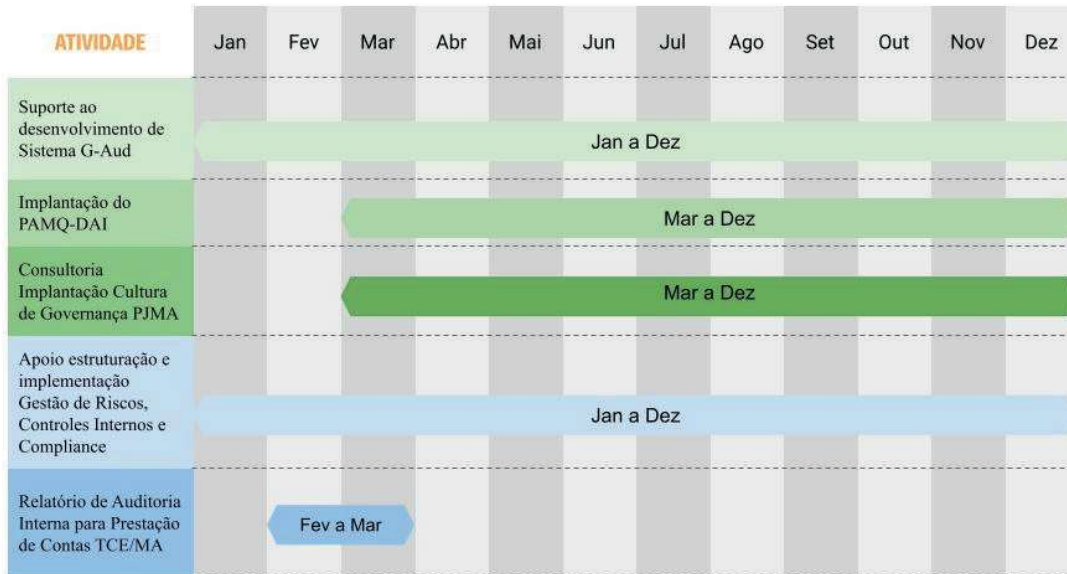 ATIVIDADE Jan Fev Mar Abr Mai Jun Jul Ago Set Out Nov Dez
Suporte ao
desenvolvimento de
Sistema G-Aud
Jan a Dez
Implantação do
PAMQ-DAI
Mar a Dez
Consultoria
Implantação Cultura
de Governança PJMA
Mar a Dez
Apoio estruturação e
implementação
Gestão de Riscos,
Controles Internos e
Compliance
Jan a Dez
Relatório de Auditoria
Interna para Prestação
de Contas TCE/MA
Fev a Mar